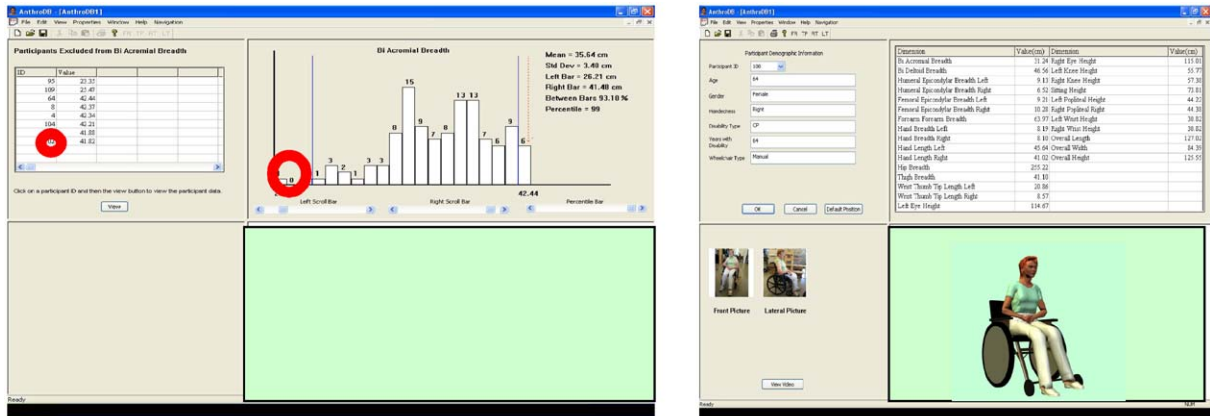 AnthroDB - [AnthroDB1]
File Edit View Properties Window Help Navigation
FR TP RT LT
Participants Excluded from Bi Acromial Breadth
ID Value
95 23.35
109 23.49
64 42.44
8 42.37
4 42.34
104 42.21
41.88
41.82
Click on a participant ID and then the view button to view the participant data.
View
Bi Acromial Breadth
Mean = 35.64 cm
Std Dev = 3.40 cm
Left Bar = 26.21 cm
Right Bar = 41.48 cm
Between Bars 93.10 %
Percentile = 99
0 1 3 2 1 3 3 8 15 9 7 8 13 13 7 6 9 6
42.44
Left Scroll Bar Right Scroll Bar Percentile Bar
Ready
AnthroDB - [AnthroDB1]
File Edit View Properties Window Help Navigation
FR TP RT LT
Participant Demographic Information
Participant ID 108
Age 64
Gender Female
Handedness Right
Disability Type CP
Years with Disability 64
Wheelchair Type Manual
OK Cancel Default Position
Dimension Value(cm) Dimension Value(cm)
Bi Acromial Breadth 31.24 Right Eye Height 115.01
Bi Deltoid Breadth 46.56 Left Knee Height 55.77
Humeral Epicondylar Breadth Left 9.13 Right Knee Height 57.38
Humeral Epicondylar Breadth Right 6.52 Sitting Height 73.81
Femoral Epicondylar Breadth Left 9.21 Left Popliteal Height 44.32
Femoral Epicondylar Breadth Right 10.28 Right Popliteal Right 44.30
Forearm Forearm Breadth 63.97 Left Wrist Height 38.82
Hand Breadth Left 8.19 Right Wrist Height 38.82
Hand Breadth Right 8.10 Overall Length 127.02
Hand Length Left 45.64 Overall Width 84.39
Hand Length Right 41.02 Overall Height 125.55
Hip Breadth 255.22
Thigh Breadth 41.10
Wrist Thumb Tip Length Left 20.86
Wrist Thumb Tip Length Right 8.57
Left Eye Height 114.67
Front Picture Lateral Picture
View Video
Ready NUM